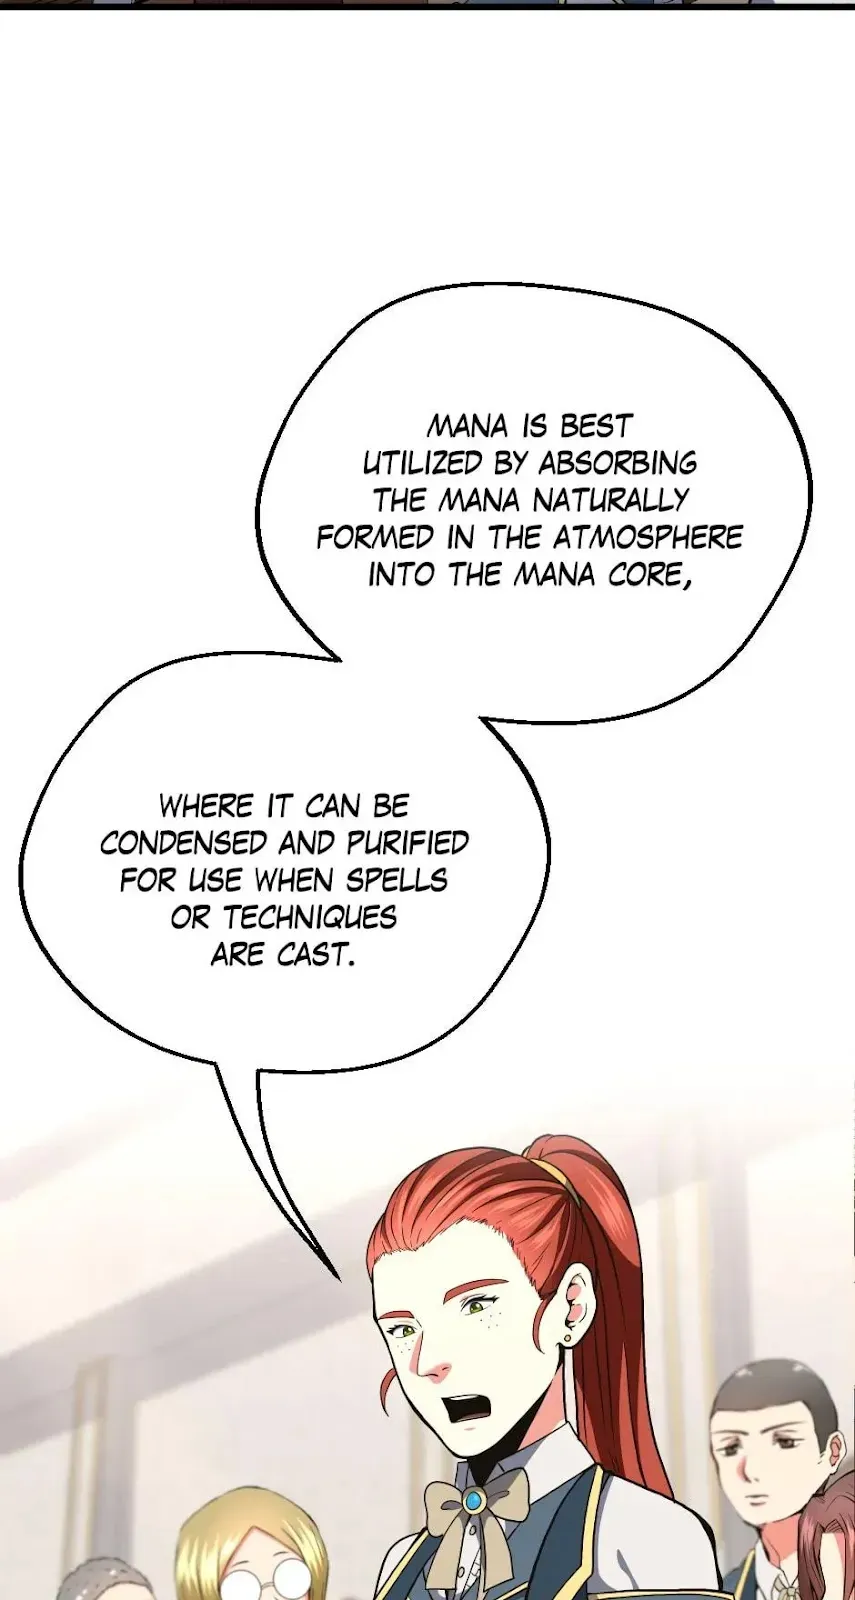 MANA IS BEST
UTILIZED BY ABSORBING
THE MANA NATURALLY
FORMED IN THE ATMOSPHERE
INTO THE MANA CORE,
WHERE IT CAN BE
CONDENSED AND PURIFIED
FOR USE WHEN SPELLS
OR TECHNIQUES
ARE CAST.